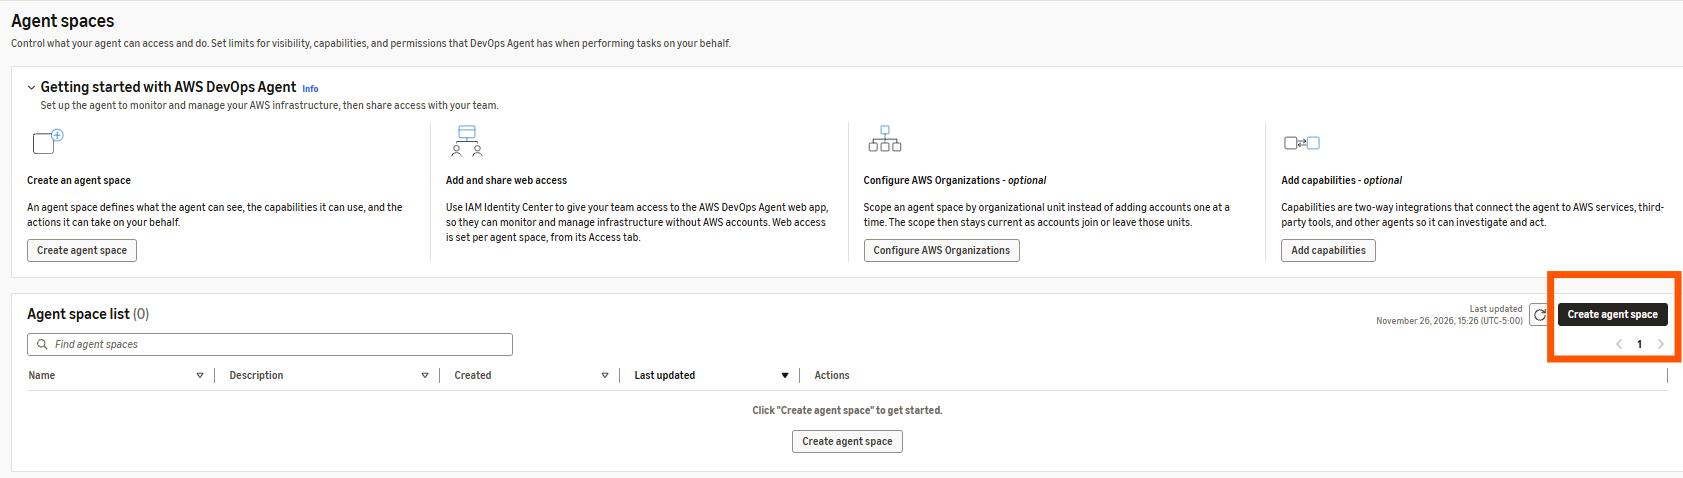 Agent spaces
Control what your agent can access and do. Set limits for visibility, capabilities, and permissions that DevOps Agent has when performing tasks on your behalf.
Getting started with AWS DevOps Agent Info
Set up the agent to monitor and manage your AWS infrastructure, then share access with your team.
Create an agent space
An agent space defines what the agent can see, the capabilities it can use, and the
actions it can take on your behalf.
Create agent space
Add and share web access
Use IAM Identity Center to give your team access to the AWS DevOps Agent web app,
so they can monitor and manage infrastructure without AWS accounts. Web access
is set per agent space, from its Access tab.
Configure AWS Organizations - optional
Scope an agent space by organizational unit instead of adding accounts one at a
time. The scope then stays current as accounts join or leave those units.
Configure AWS Organizations
Add capabilities - optional
Capabilities are two-way integrations that connect the agent to AWS services, third-
party tools, and other agents so it can investigate and act.
Add capabilities
Agent space list (0)
Last updated
November 26, 2026, 15:26 (UTC-5:00)
Create agent space
Find agent spaces
1
Name Description Created Last updated Actions
Click "Create agent space" to get started.
Create agent space